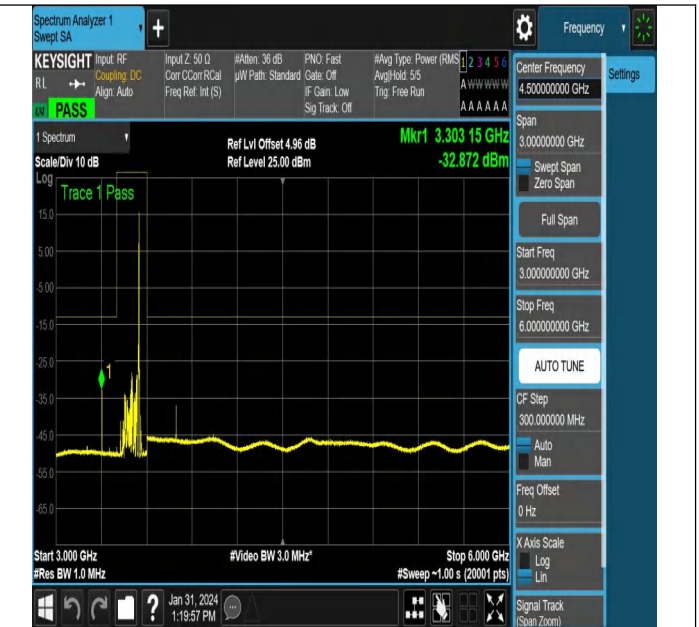 Spectrum Analyzer 1
Swept SA
+
Frequency
KEYSIGHT
RL
PASS
Input: RF
Coupling: DC
Align: Auto
Input Z: 50 Ω
Corr CCorr RCal
Freq Ref: Int (S)
#Atten: 36 dB
µW Path: Standard
PNO: Fast
Gate: Off
IF Gain: Low
Sig Track: Off
#Avg Type: Power (RMS
Avg|Hold: 5/5
Trig: Free Run
1 2 3 4 5 6
A W W W W W
A A A A A A
1 Spectrum
Scale/Div 10 dB
Log
Ref Lvl Offset 4.96 dB
Ref Level 25.00 dBm
Mkr1 3.303 15 GHz
-32.872 dBm
Trace 1 Pass
15.0
5.00
-5.00
-15.0
-25.0
-35.0
-45.0
-55.0
-65.0
1
Start 3.000 GHz
#Res BW 1.0 MHz
#Video BW 3.0 MHz*
Stop 6.000 GHz
#Sweep ~1.00 s (20001 pts)
?
Jan 31, 2024
1:19:57 PM
Center Frequency
4.500000000 GHz
Settings
Span
3.00000000 GHz
Swept Span
Zero Span
Full Span
Start Freq
3.000000000 GHz
Stop Freq
6.000000000 GHz
AUTO TUNE
CF Step
300.000000 MHz
Auto
Man
Freq Offset
0 Hz
X Axis Scale
Log
Lin
Signal Track
(Span Zoom)